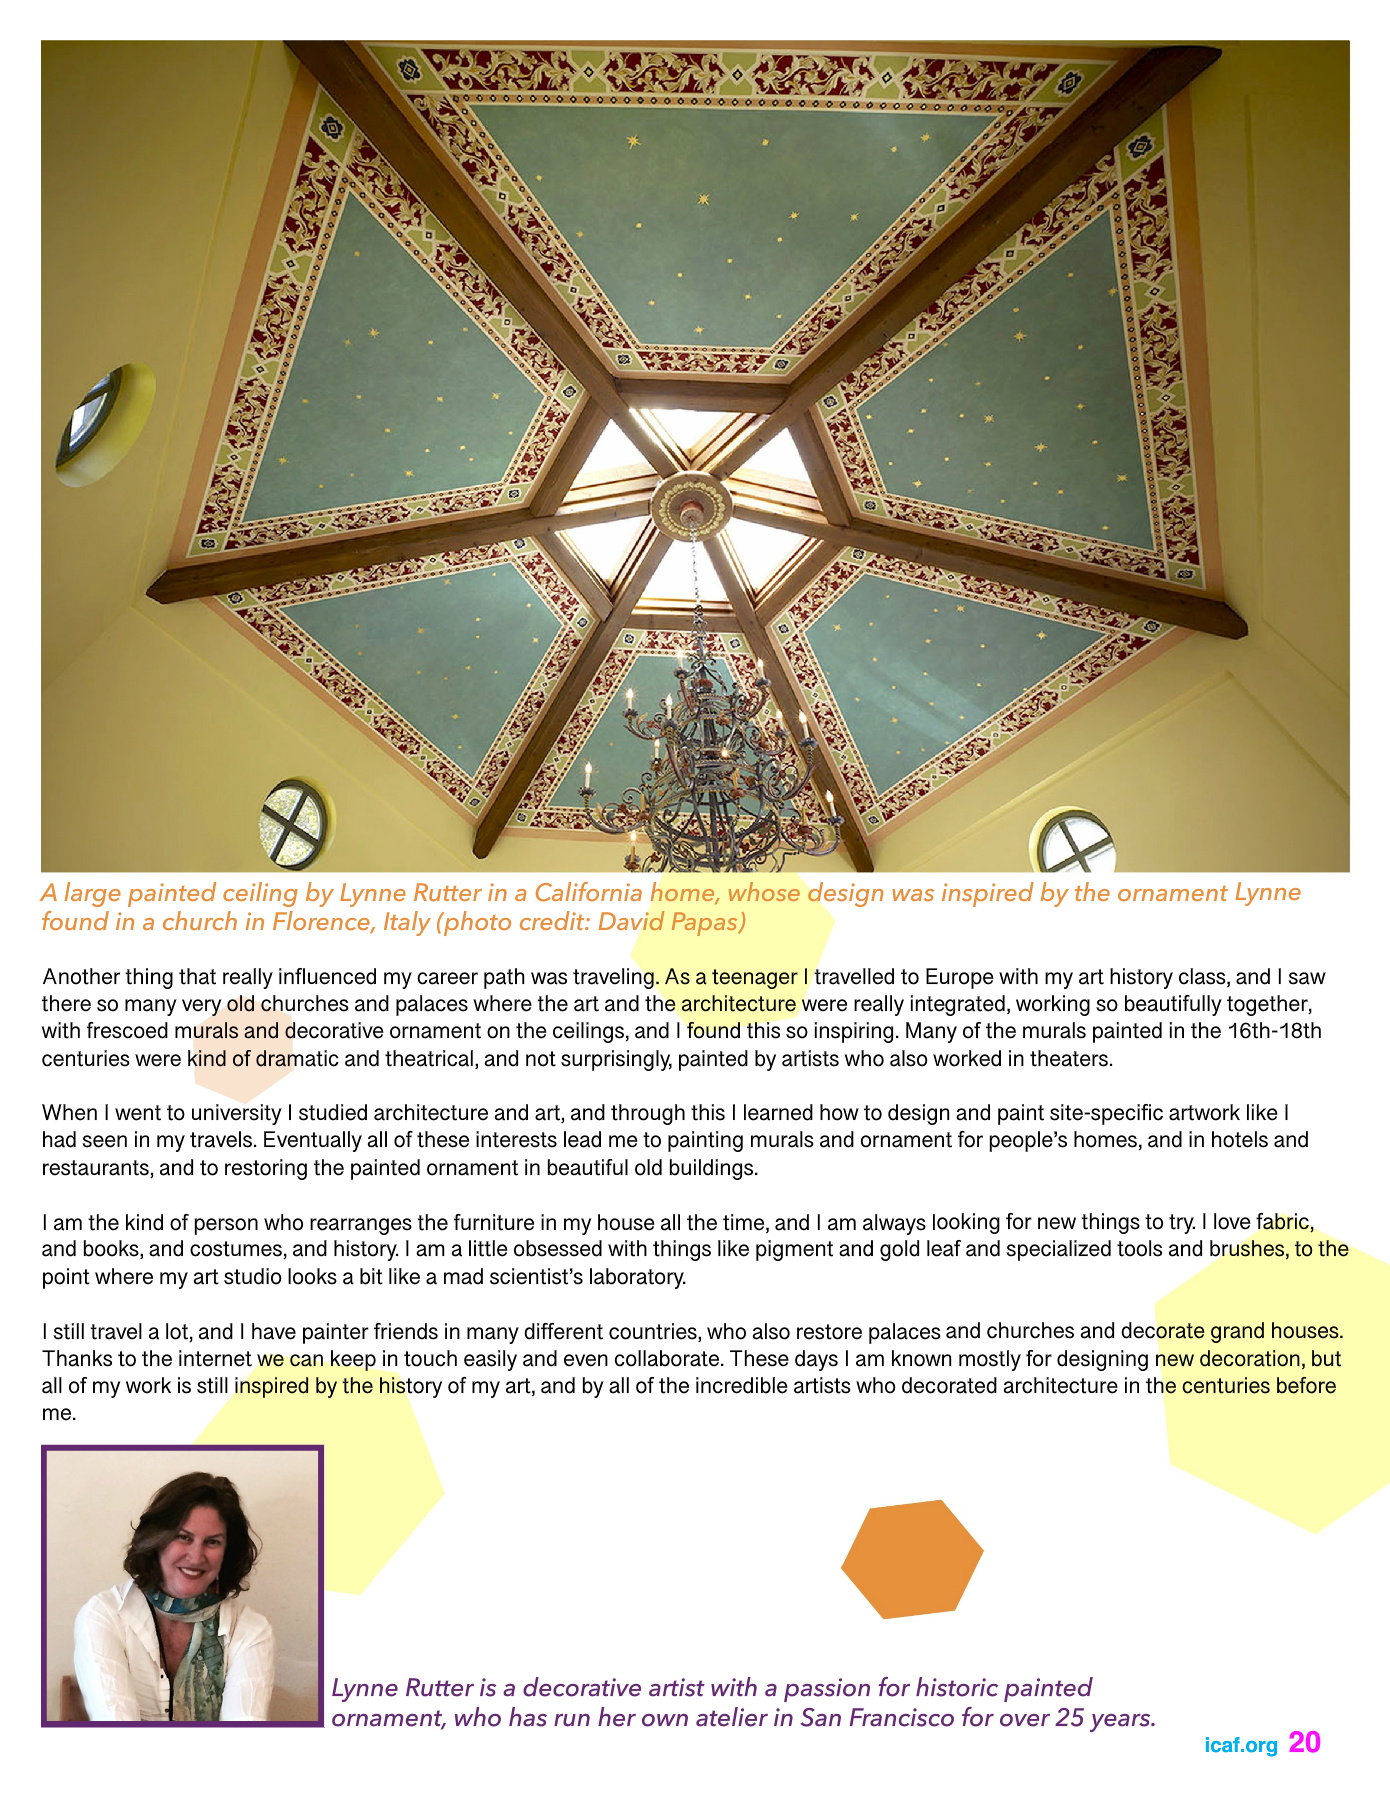 A large painted ceiling by Lynne Rutter in a California home, whose design was inspired by the ornament Lynne
found in a church in Florence, Italy (photo credit: David Papas)
Another thing that really influenced my career path was traveling. As a teenager I travelled to Europe with my art history class, and I saw
there so many very old churches and palaces where the art and the architecture were really integrated, working so beautifully together,
with frescoed murals and decorative ornament on the ceilings, and I found this so inspiring. Many of the murals painted in the 16th-18th
centuries were kind of dramatic and theatrical, and not surprisingly, painted by artists who also worked in theaters.
When I went to university I studied architecture and art, and through this I learned how to design and paint site-specific artwork like I
had seen in my travels. Eventually all of these interests lead me to painting murals and ornament for people's homes, and in hotels and
restaurants, and to restoring the painted ornament in beautiful old buildings.
I am the kind of person who rearranges the furniture in my house all the time, and I am always looking for new things to try. I love fabric,
and books, and costumes, and history. I am a little obsessed with things like pigment and gold leaf and specialized tools and brushes, to the
point where my art studio looks a bit like a mad scientist's laboratory.
I still travel a lot, and I have painter friends in many different countries, who also restore palaces and churches and decorate grand houses.
Thanks to the internet we can keep in touch easily and even collaborate. These days I am known mostly for designing new decoration, but
all of my work is still inspired by the history of my art, and by all of the incredible artists who decorated architecture in the centuries before
me.
Lynne Rutter is a decorative artist with a passion for historic painted
ornament, who has run her own atelier in San Francisco for over 25 years.
icaf.org 20